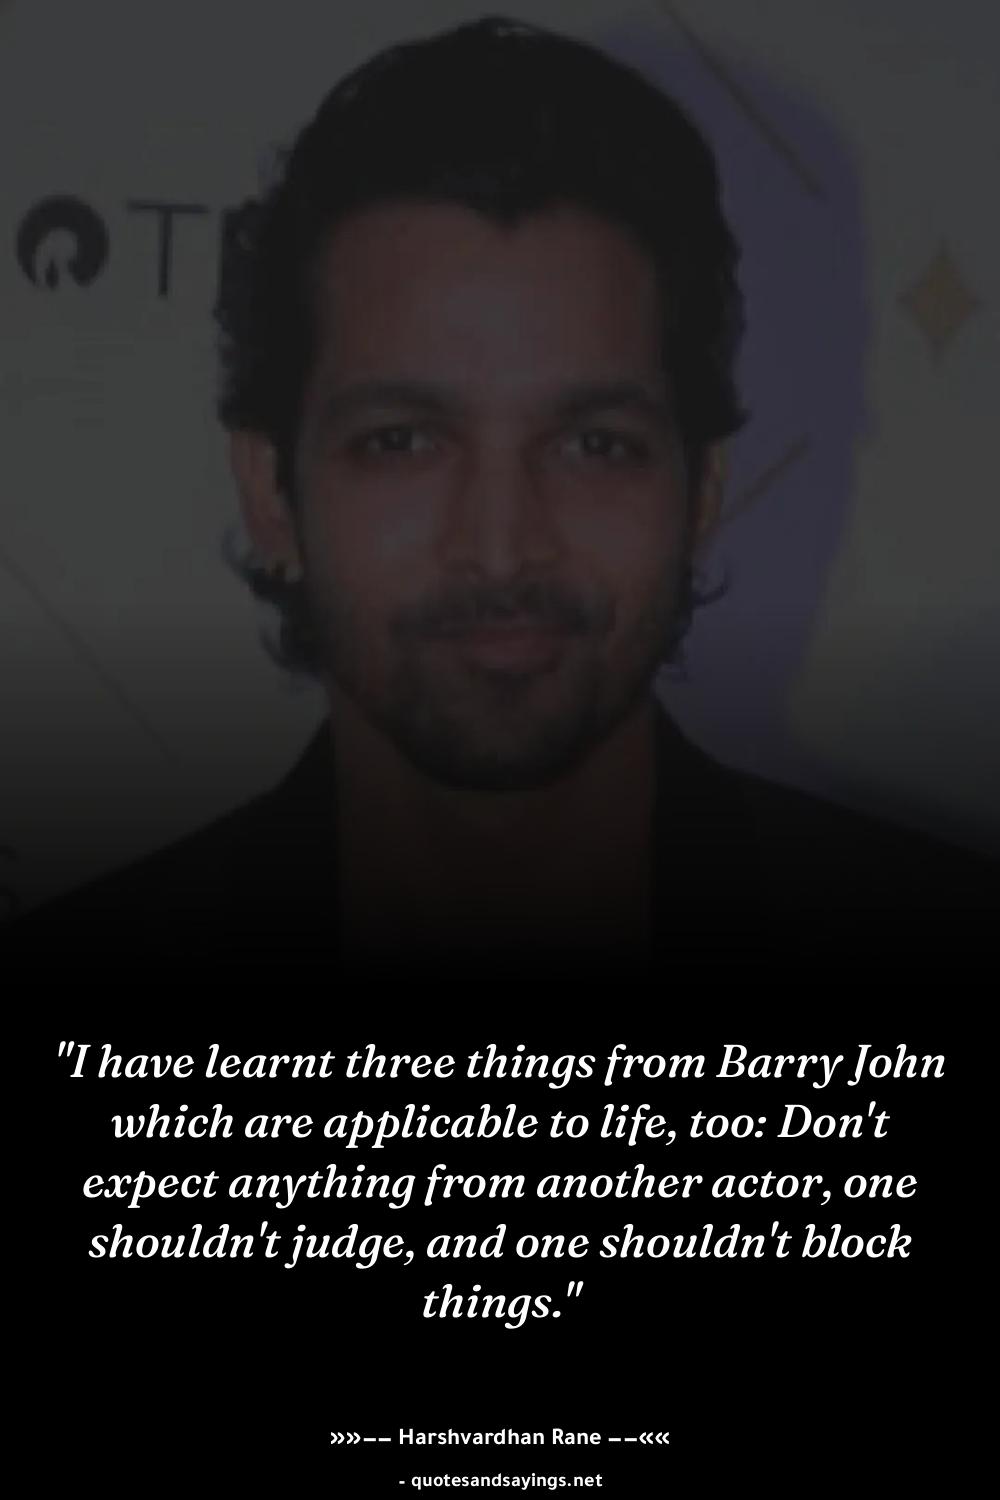 T
"I have learnt three things from Barry John
which are applicable to life, too: Don't
expect anything from another actor, one
shouldn't judge, and one shouldn't block
things."
»»-- Harshvardhan Rane --««
- quotesandsayings.net